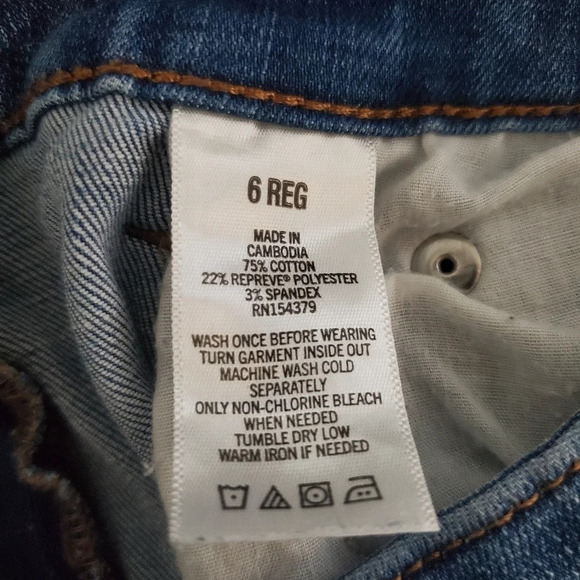 6 REG
MADE IN
CAMBODIA
75% COTTON
22% REPREVE® POLYESTER
3% SPANDEX
RN154379
WASH ONCE BEFORE WEARING
TURN GARMENT INSIDE OUT
MACHINE WASH COLD
SEPARATELY
ONLY NON-CHLORINE BLEACH
WHEN NEEDED
TUMBLE DRY LOW
WARM IRON IF NEEDED